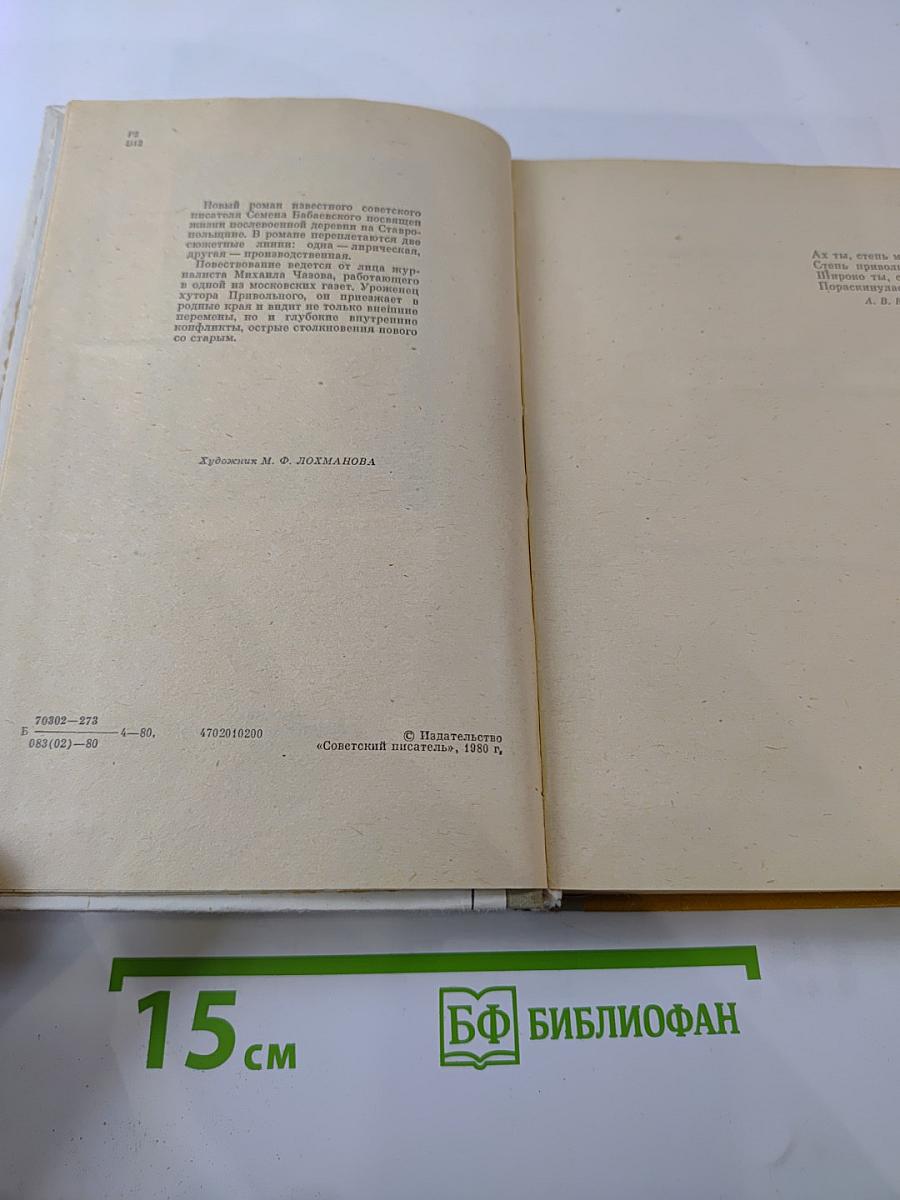 Р2
Новый роман известного советского
писателя Семена Бабаевского посвящен
жизни послевоенной деревни на Ставро-
польщине. В романе переплетаются две
сюжетные линии: одна — лирическая,
другая — производственная.
Повествование ведется от лица жур-
налиста Михаила Чазова, работающего
в одной из московских газет. Уроженец
хутора Привольного, он приезжает в
родные края и видит не только внешние
перемены, но и глубокие внутренние
конфликты, острые столкновения нового
со старым.
Художник М. Ф. ЛОХМАНОВА
70302—273
Б 4—80, 4702010200
083(02)—80
© Издательство
«Советский писатель», 1980 г.
Ах ты, степь
Степь
Широко ты,
А. В.
15 см
БФ БИБЛИОФАН